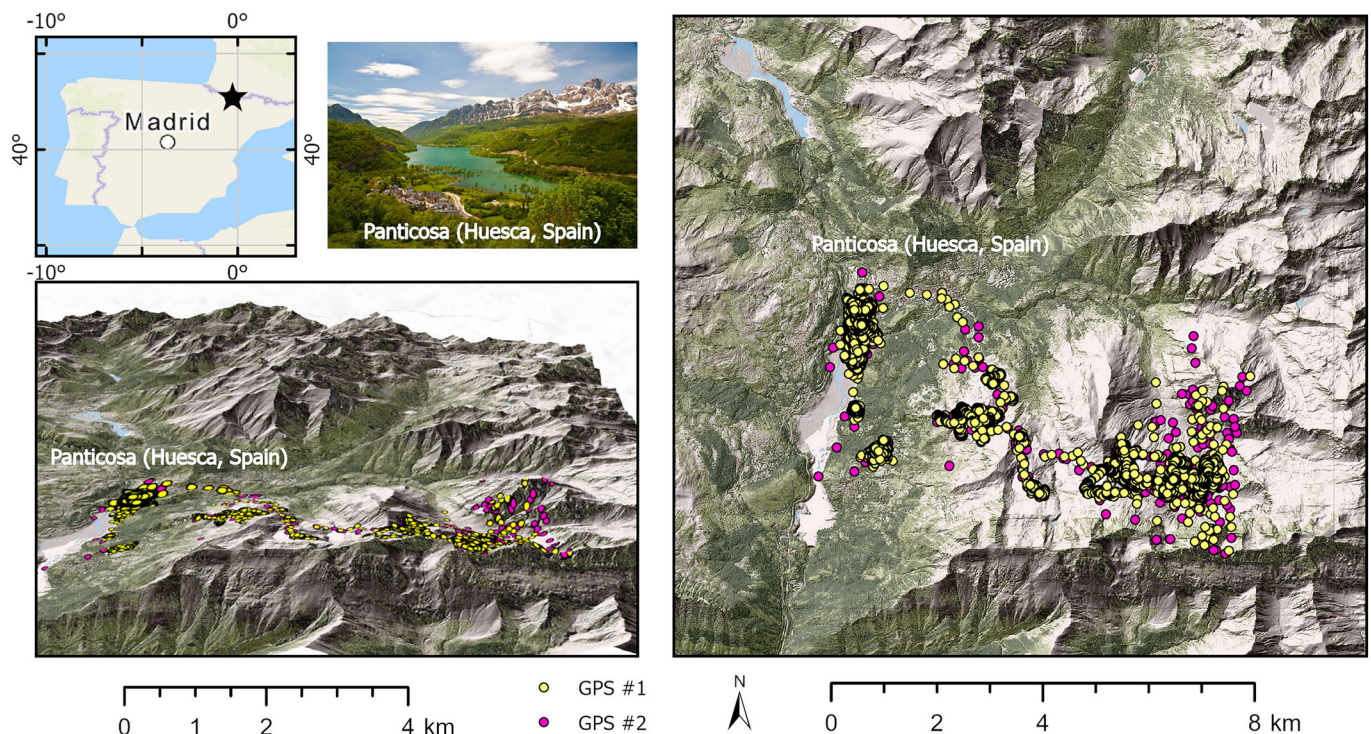 -10° 0°
40°
Madrid
40°
-10° 0°
Panticosa (Huesca, Spain)
Panticosa (Huesca, Spain)
Panticosa (Huesca, Spain)
0 2 4 km
GPS #1
GPS #2
N
0 2 4 6 8 km